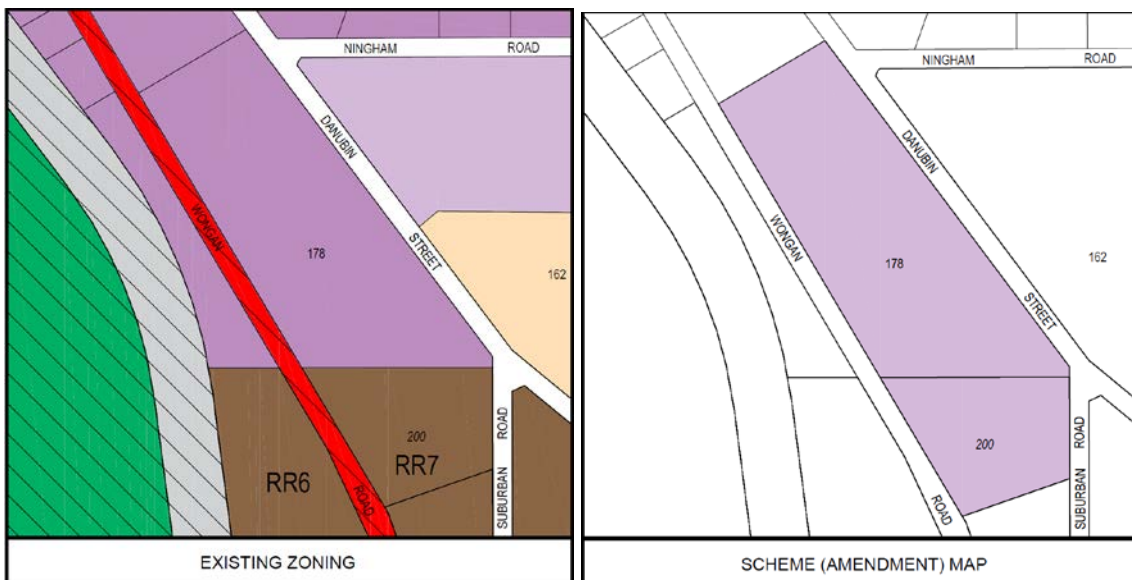 NINGHAM ROAD
DANUBIN
STREET
WONGAN
178
162
200
RR7
RR6
ROAD
SUBURBAN ROAD
EXISTING ZONING
NINGHAM ROAD
DANUBIN
STREET
WONGAN
178
162
200
ROAD
SUBURBAN ROAD
SCHEME (AMENDMENT) MAP